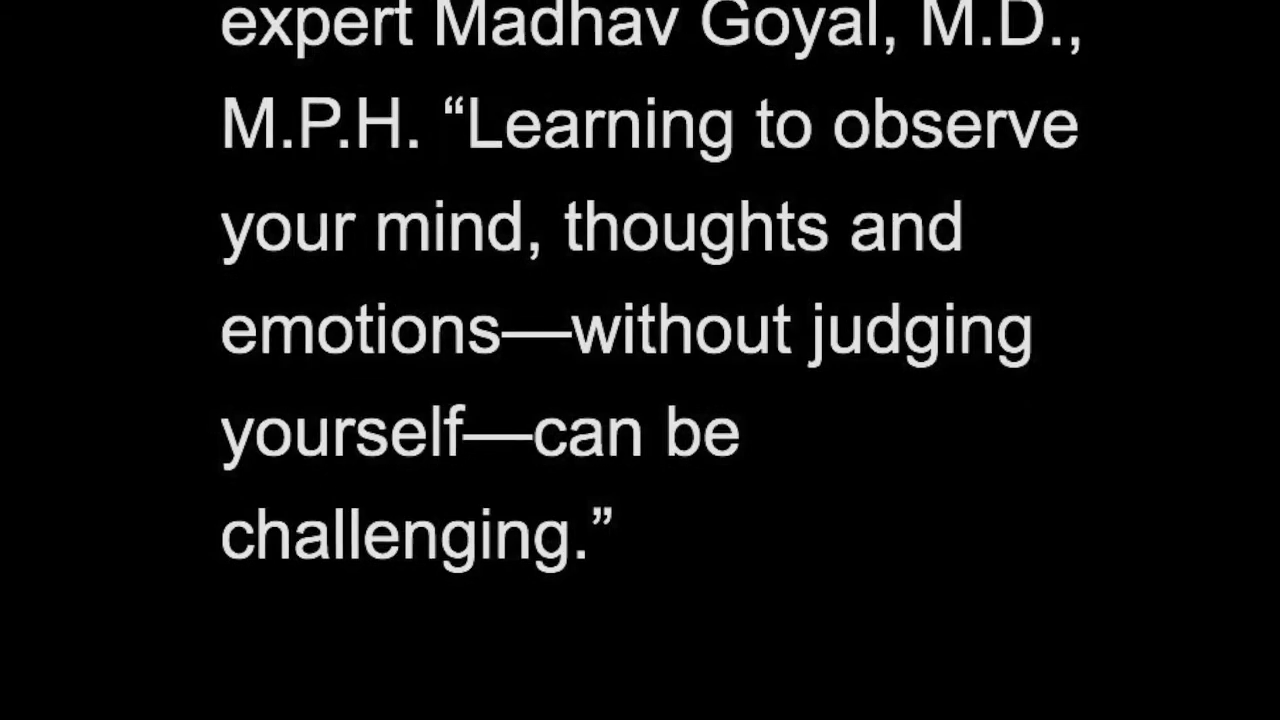 expert Madhav Goyal, M.D.,
M.P.H. “Learning to observe
your mind, thoughts and
emotions—without judging
yourself—can be
challenging.”